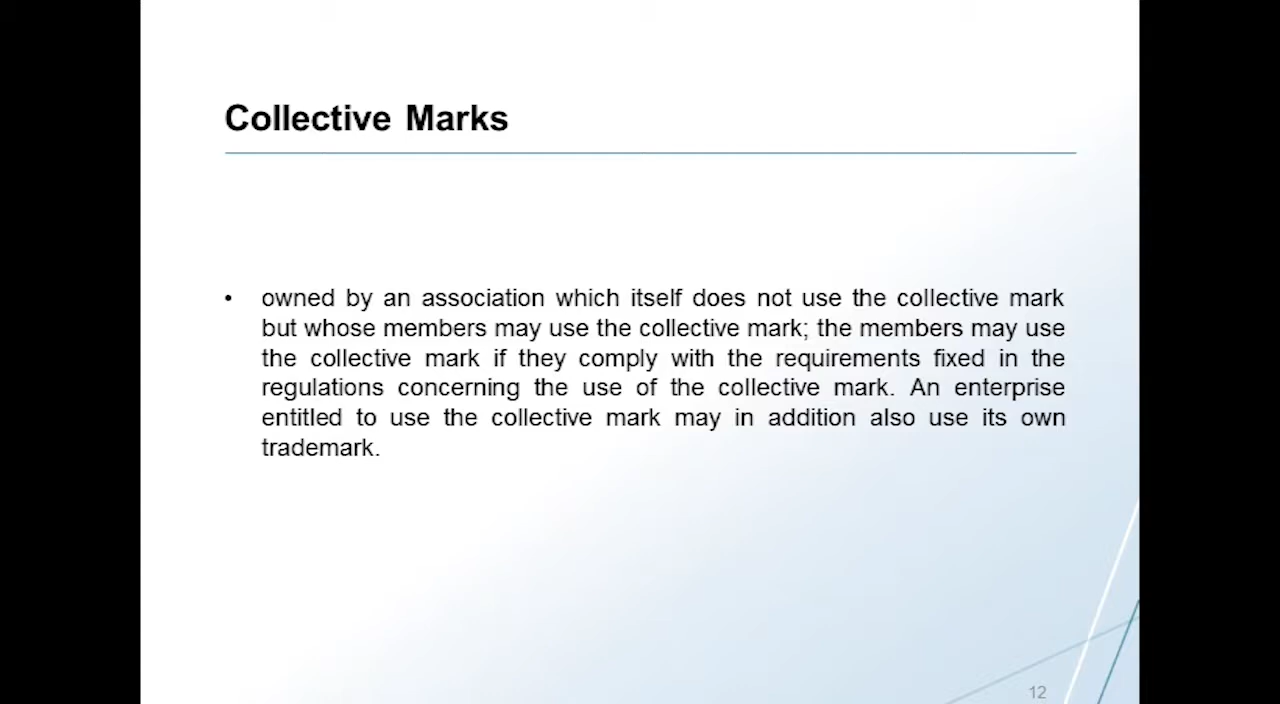 Collective Marks
• owned by an association which itself does not use the collective mark
but whose members may use the collective mark; the members may use
the collective mark if they comply with the requirements fixed in the
regulations concerning the use of the collective mark. An enterprise
entitled to use the collective mark may in addition also use its own
trademark.
12